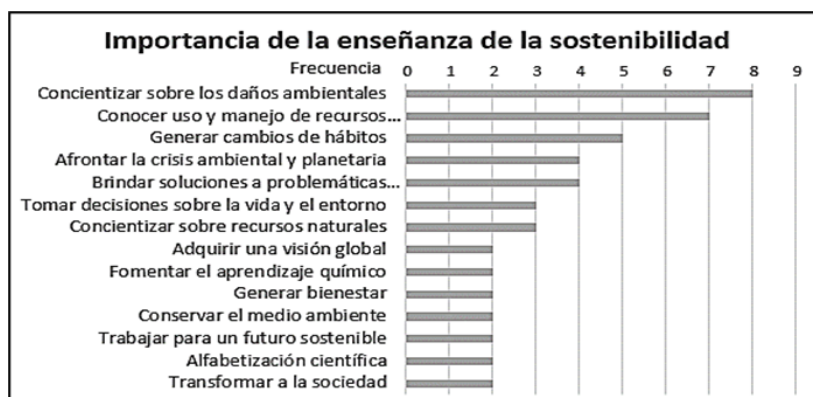 Importancia de la enseñanza de la sostenibilidad
Frecuencia 0 1 2 3 4 5 6 7 8 9
Concientizar sobre los daños ambientales
Conocer uso y manejo de recursos...
Generar cambios de hábitos
Afrontar la crisis ambiental y planetaria
Brindar soluciones a problemáticas...
Tomar decisiones sobre la vida y el entorno
Concientizar sobre recursos naturales
Adquirir una visión global
Fomentar el aprendizaje químico
Generar bienestar
Conservar el medio ambiente
Trabajar para un futuro sostenible
Alfabetización científica
Transformar a la sociedad